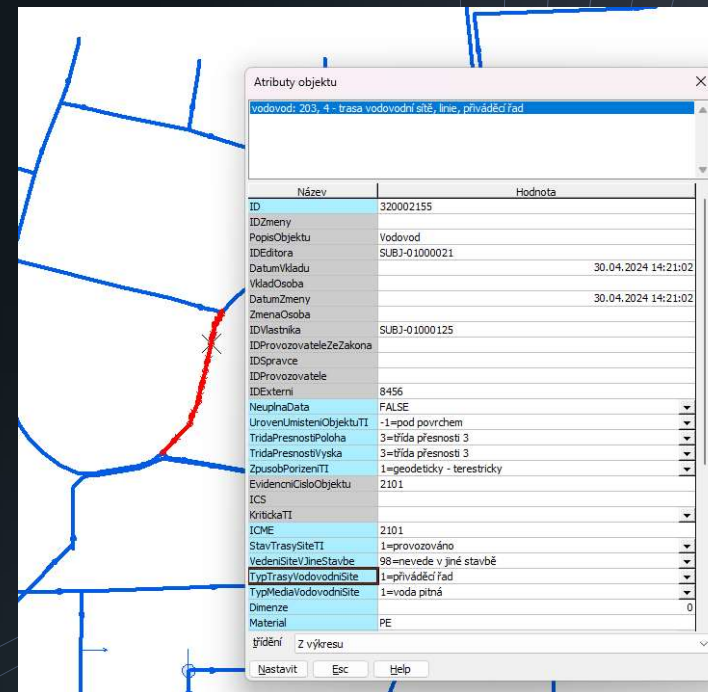 Atributy objektu
vodovod: 203, 4 - trasa vodovodní sítě, linie, přiváděcí řad
Název Hodnota
ID 320002155
IDZmeny
PopisObjektu Vodovod
IDEditora SUBJ-01000021
DatumVkladu 30.04.2024 14:21:02
VkladOsoba
DatumZmeny 30.04.2024 14:21:02
ZmenaOsoba
IDVlastnika SUBJ-01000125
IDProvozovateleZeZakona
IDSpravce
IDProvozovatele
IDExterni 8456
NeuplnaData FALSE
UrovenUmisteniObjektuTI -1=pod povrchem
TridaPresnostiPoloha 3=třída přesnosti 3
TridaPresnostiVyska 3=třída přesnosti 3
ZpusobPorizeniTI 1=geodeticky - terestricky
EvidencniCisloObjektu 2101
ICS
KritickaTI
ICME 2101
StavTrasySiteTI 1=provozováno
VedeniSiteVJineStavbe 98=nevede v jiné stavbě
TypTrasyVodovodniSite 1=přiváděcí řad
TypMediaVodovodniSite 1=voda pitná
Dimenze 0
Material PE
třídění Z výkresu
Nastavit Esc Help